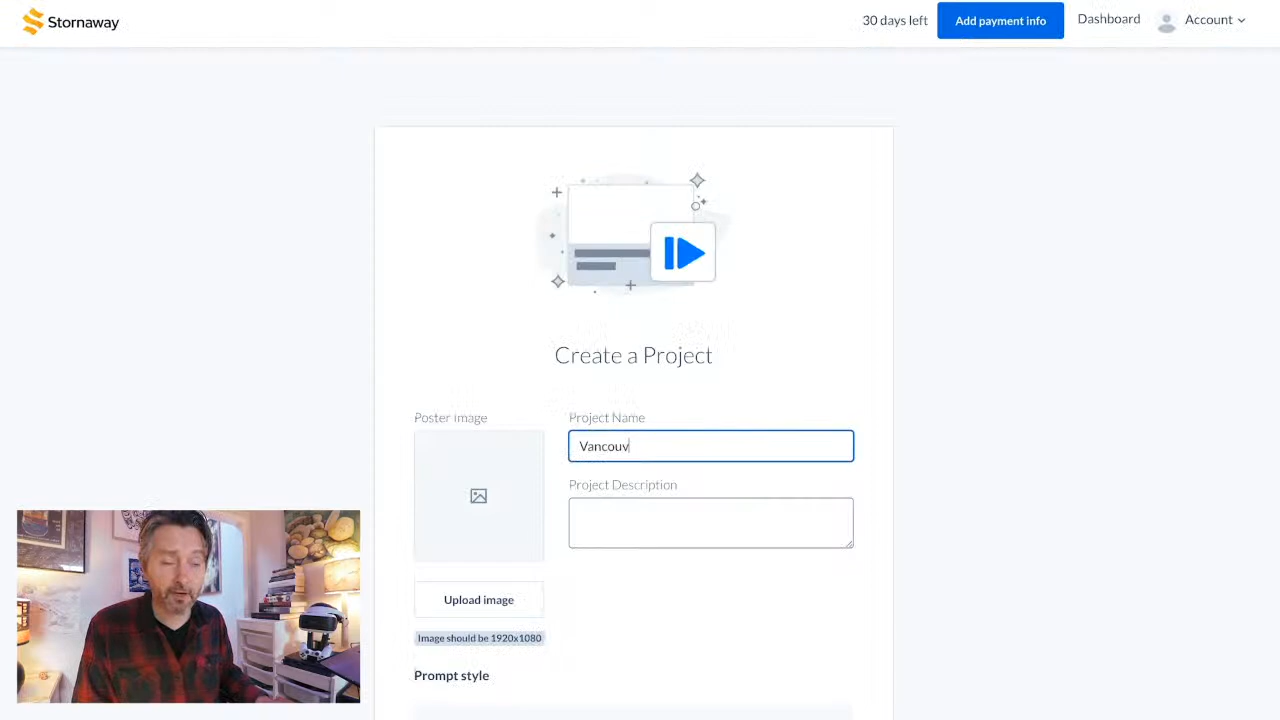 Stornaway
30 days left
Add payment info
Dashboard
Account
Create a Project
Poster Image
Project Name
Vancouv
Project Description
Upload image
Image should be 1920x1080
Prompt style